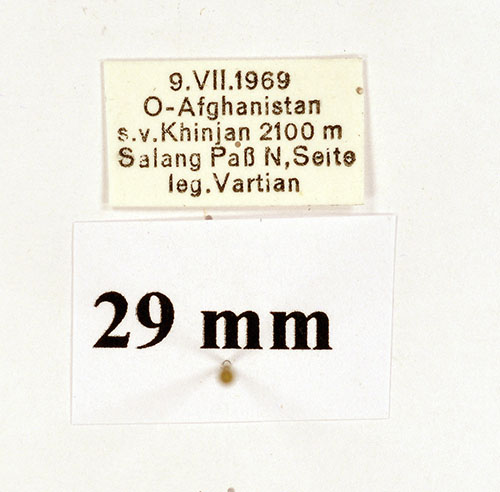 9.VII.1969
O-Afghanistan
s.v.Khinjan 2100 m
Salang Paß N,Seite
leg.Vartian
29 mm